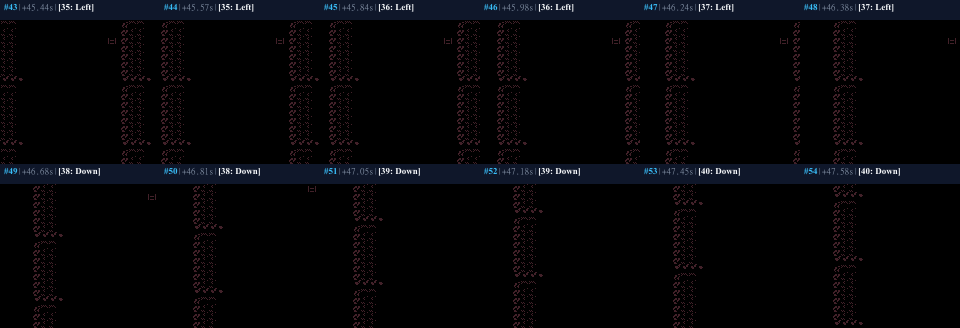 #43|+45.44s|[35: Left]
#44|+45.57s|[35: Left]
#45|+45.84s|[36: Left]
#46|+45.98s|[36: Left]
#47|+46.24s|[37: Left]
#48|+46.38s|[37: Left]
#49|+46.68s|[38: Down]
#50|+46.81s|[38: Down]
#51|+47.05s|[39: Down]
#52|+47.18s|[39: Down]
#53|+47.45s|[40: Down]
#54|+47.58s|[40: Down]